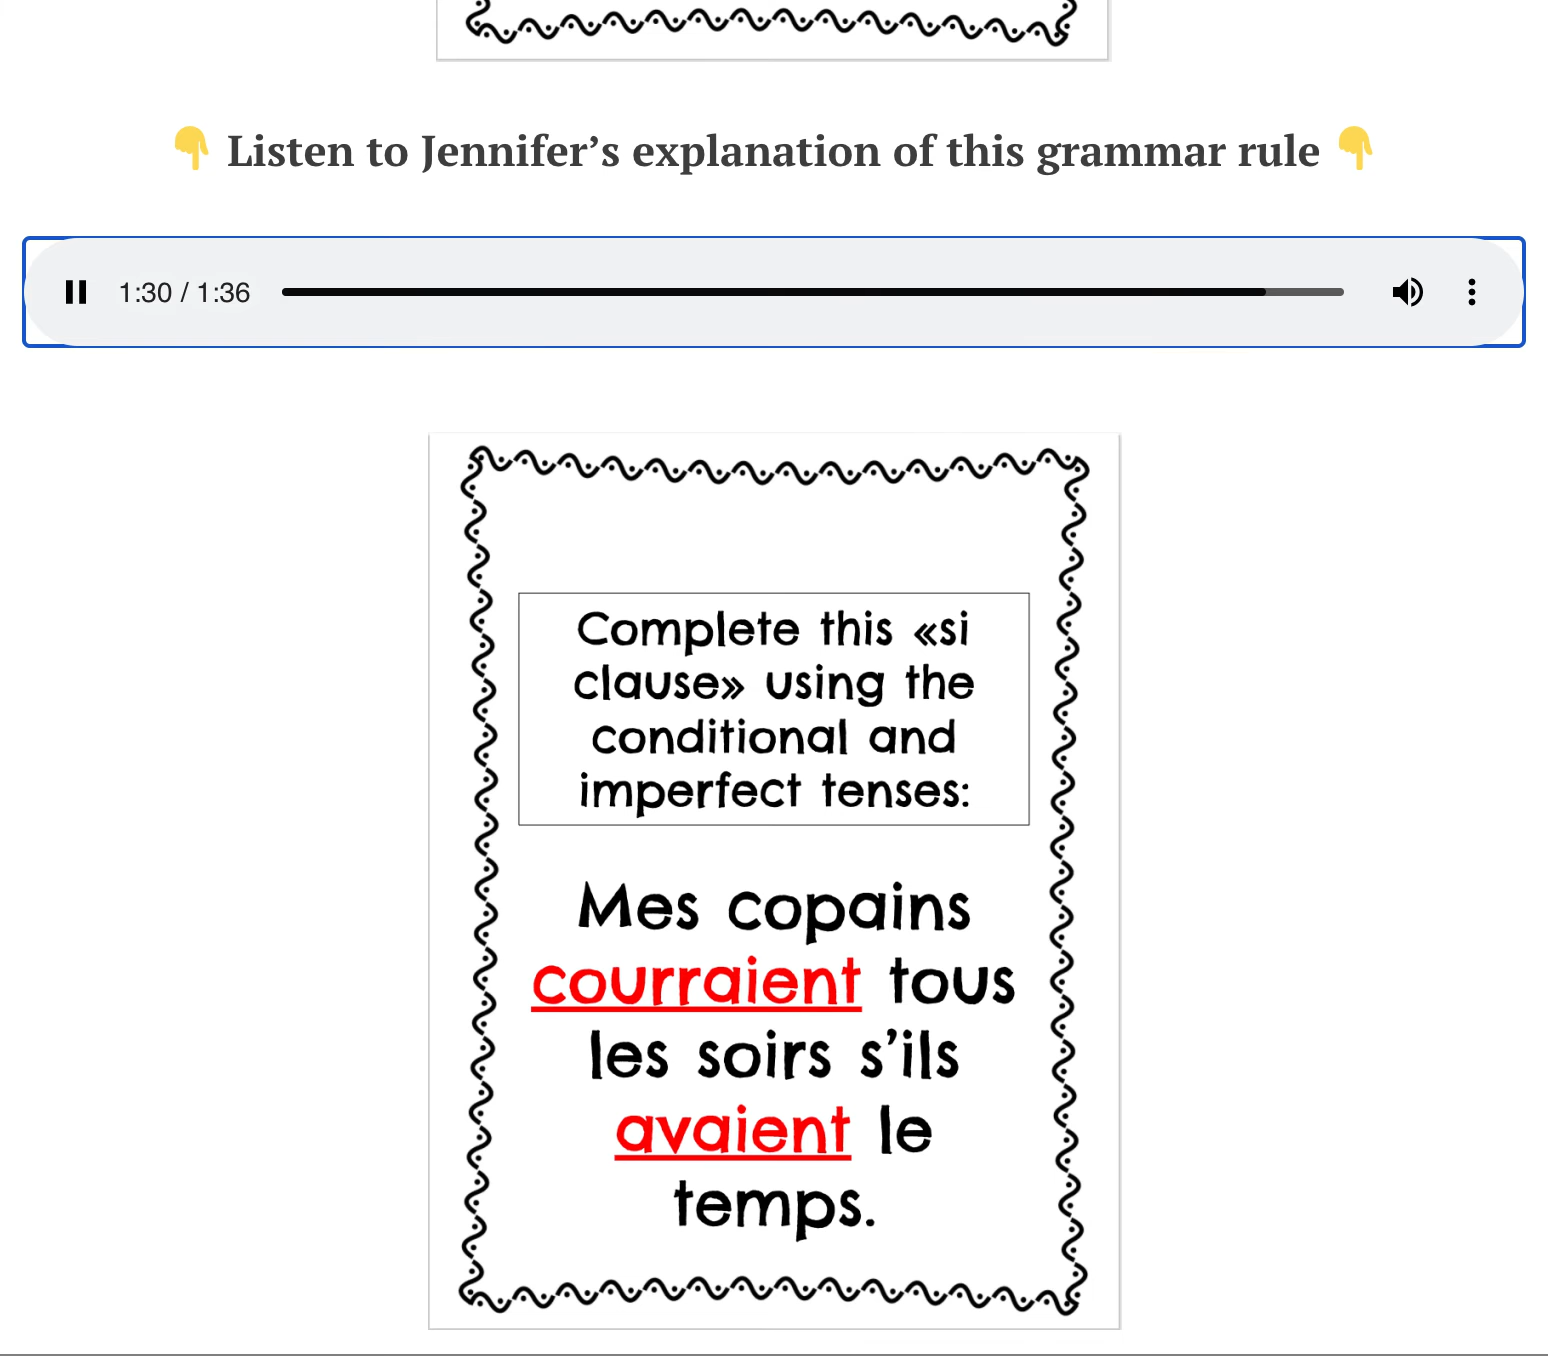 👇 Listen to Jennifer’s explanation of this grammar rule 👇
1:30 / 1:36
Complete this «si
clause» using the
conditional and
imperfect tenses:
Mes copains
courraient tous
les soirs s’ils
avaient le
temps.